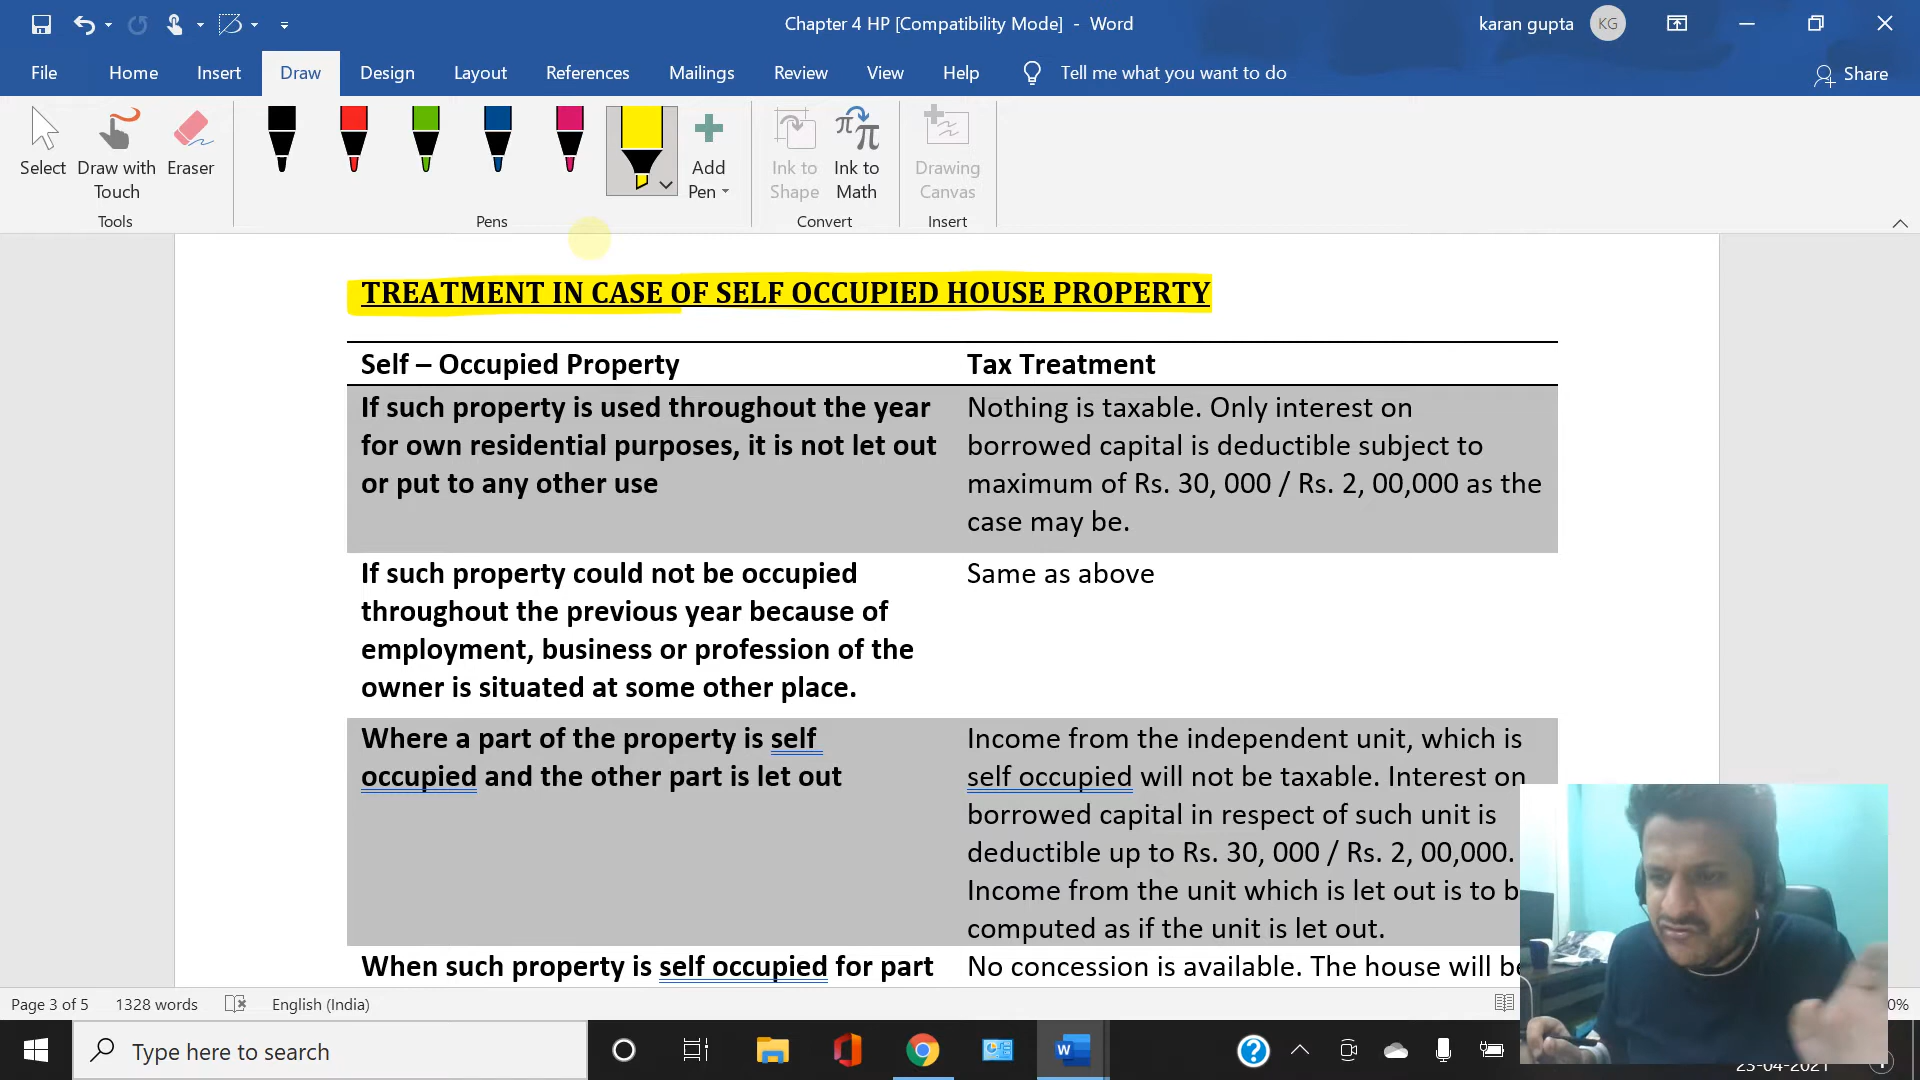 Chapter 4 HP [Compatibility Mode] - Word
karan gupta KG
File Home Insert Draw Design Layout References Mailings Review View Help Tell me what you want to do Share
Select
Draw with Touch
Eraser
Add Pen
Ink to Shape
Ink to Math
Drawing Canvas
Tools Pens Convert Insert
TREATMENT IN CASE OF SELF OCCUPIED HOUSE PROPERTY
Self – Occupied Property
Tax Treatment
If such property is used throughout the year
for own residential purposes, it is not let out
or put to any other use
Nothing is taxable. Only interest on
borrowed capital is deductible subject to
maximum of Rs. 30, 000 / Rs. 2, 00,000 as the
case may be.
If such property could not be occupied
throughout the previous year because of
employment, business or profession of the
owner is situated at some other place.
Same as above
Where a part of the property is self
occupied and the other part is let out
Income from the independent unit, which is
self occupied will not be taxable. Interest on
borrowed capital in respect of such unit is
deductible up to Rs. 30, 000 / Rs. 2, 00,000.
Income from the unit which is let out is to b
computed as if the unit is let out.
When such property is self occupied for part
No concession is available. The house will be
Page 3 of 5 1328 words English (India) 0%
Type here to search
23-04-2021